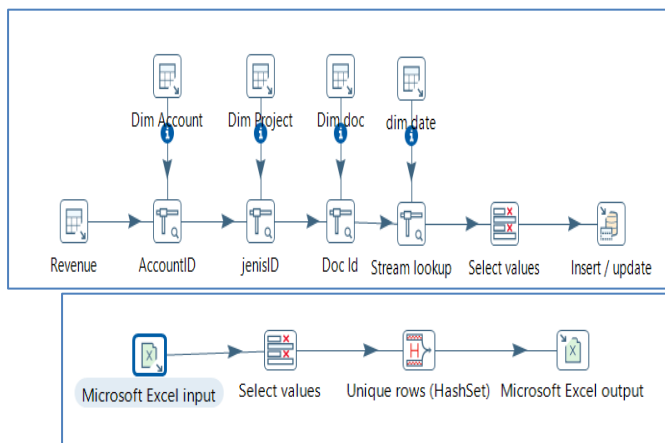 Dim Account
Dim Project
Dim doc
dim date
Revenue
AccountID
jenisID
Doc Id
Stream lookup
Select values
Insert / update
Microsoft Excel input
Select values
Unique rows (HashSet)
Microsoft Excel output